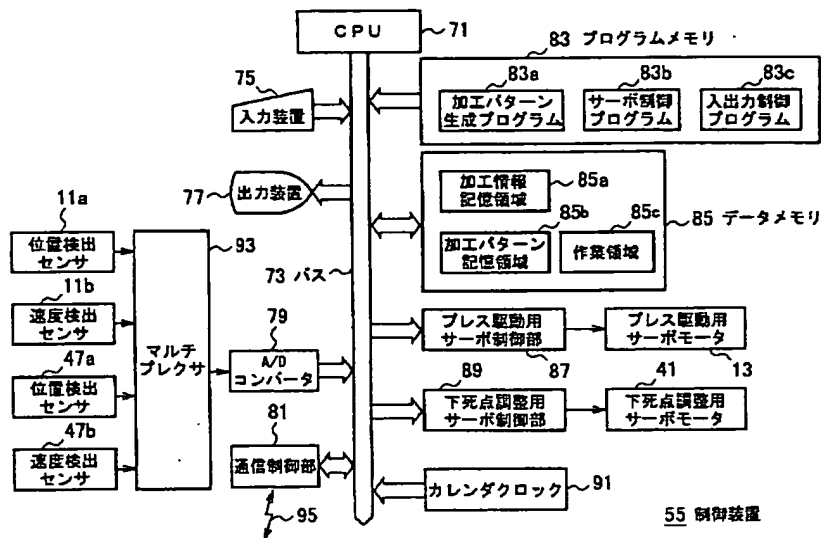 CPU
71
83 プログラムメモリ
83a
83b
83c
加工パターン
生成プログラム
サーボ制御
プログラム
入出力制御
プログラム
75
入力装置
77
出力装置
加工情報
記憶領域
85a
85b
85c
加工パターン
記憶領域
作業領域
85 データメモリ
11a
位置検出
センサ
93
11b
速度検出
センサ
47a
位置検出
センサ
47b
速度検出
センサ
マルチ
プレクサ
73 バス
79
A/D
コンバータ
81
通信制御部
95
プレス駆動用
サーボ制御部
87
プレス駆動用
サーボモータ
13
89
下死点調整用
サーボ制御部
41
下死点調整用
サーボモータ
カレンダクロック
91
55 制御装置